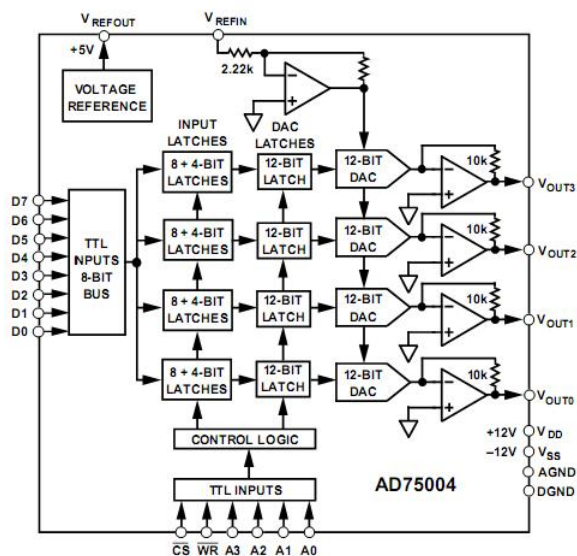 V REFOUT
V REFIN
+5V
2.22k
VOLTAGE
REFERENCE
INPUT
LATCHES
DAC
LATCHES
8 + 4-BIT
LATCHES
12-BIT
LATCH
12-BIT
DAC
10k
V OUT3
D7
D6
D5
D4
D3
D2
D1
D0
TTL
INPUTS
8-BIT
BUS
8 + 4-BIT
LATCHES
12-BIT
LATCH
12-BIT
DAC
10k
V OUT2
8 + 4-BIT
LATCHES
12-BIT
LATCH
12-BIT
DAC
10k
V OUT1
8 + 4-BIT
LATCHES
12-BIT
LATCH
12-BIT
DAC
10k
V OUT0
CONTROL LOGIC
+12V V DD
–12V V SS
AGND
DGND
TTL INPUTS
AD75004
CS WR A3 A2 A1 A0